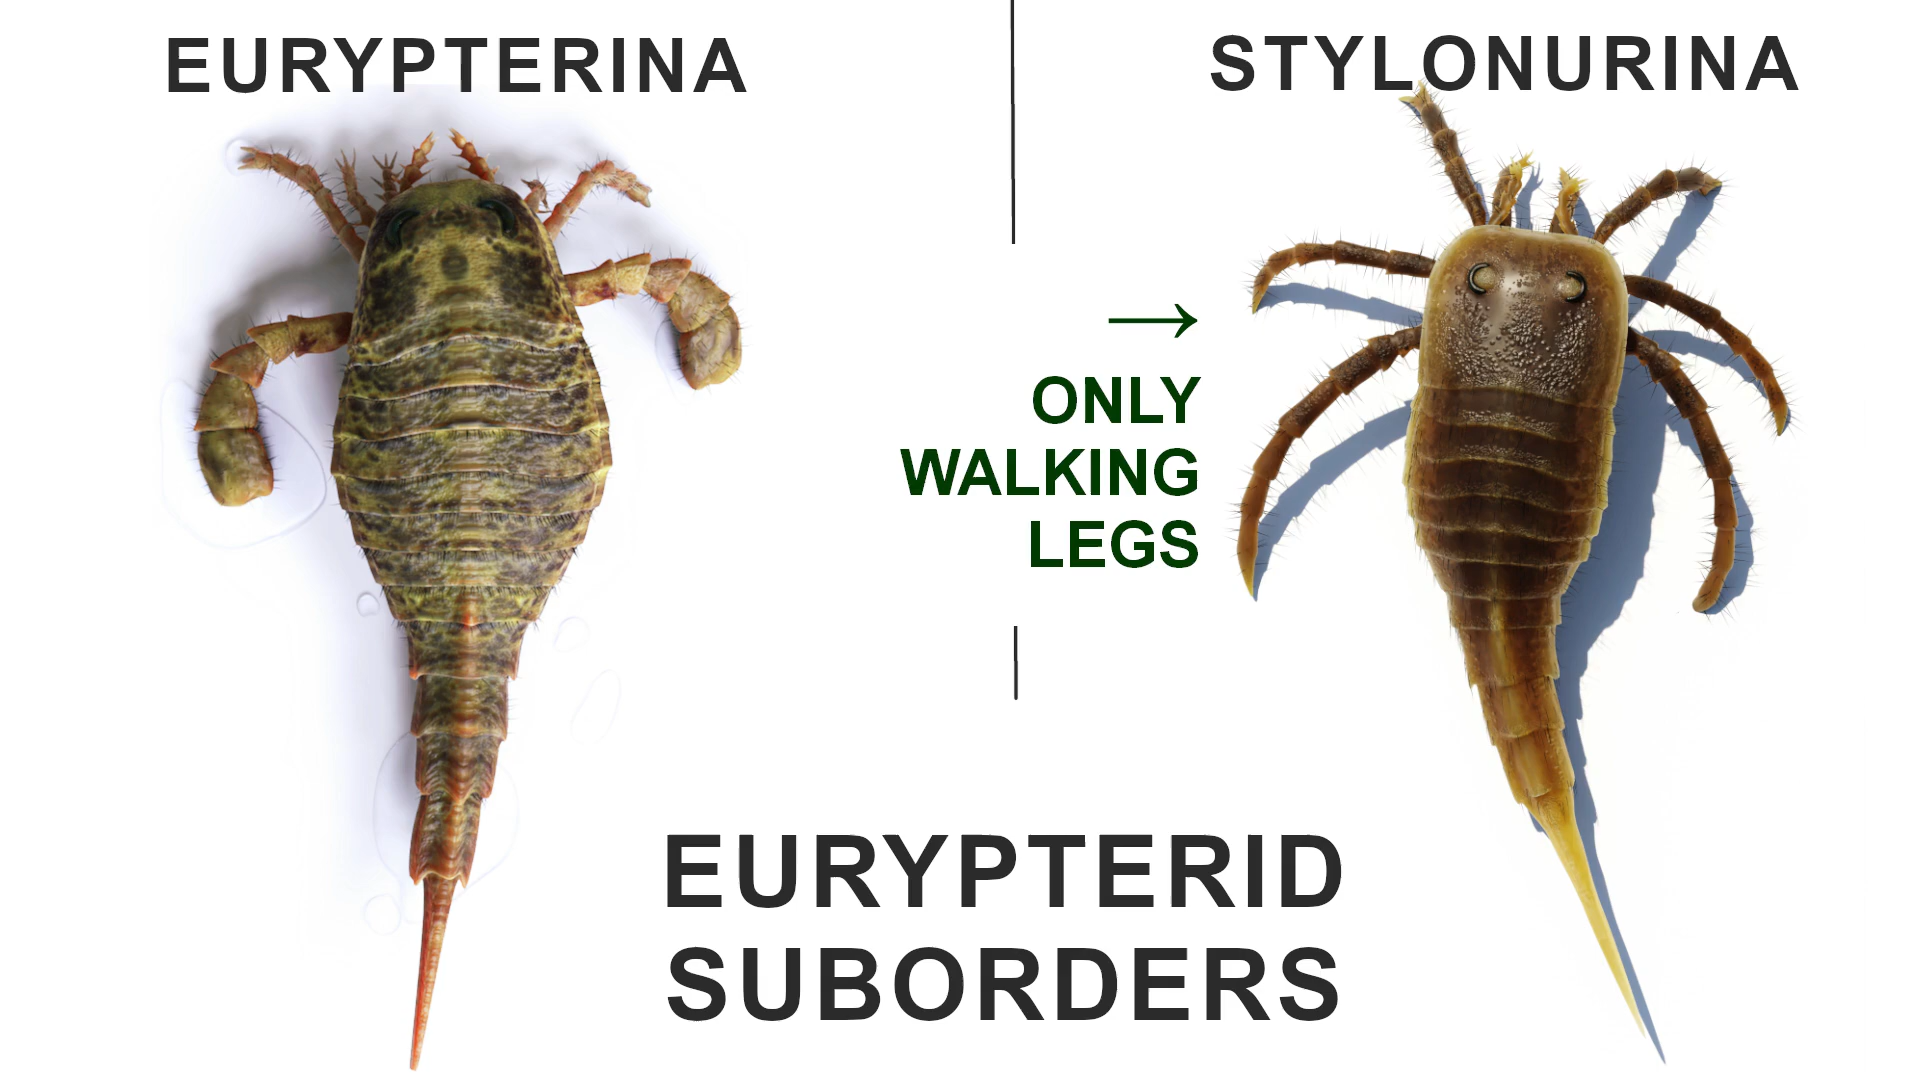 EURYPTERINA
STYLONURINA
→
ONLY
WALKING
LEGS
EURYPTERID
SUBORDERS